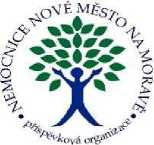 • NEMOCNICE NOVÉ MĚSTO NA MORAVĚ •
příspěvková organizace